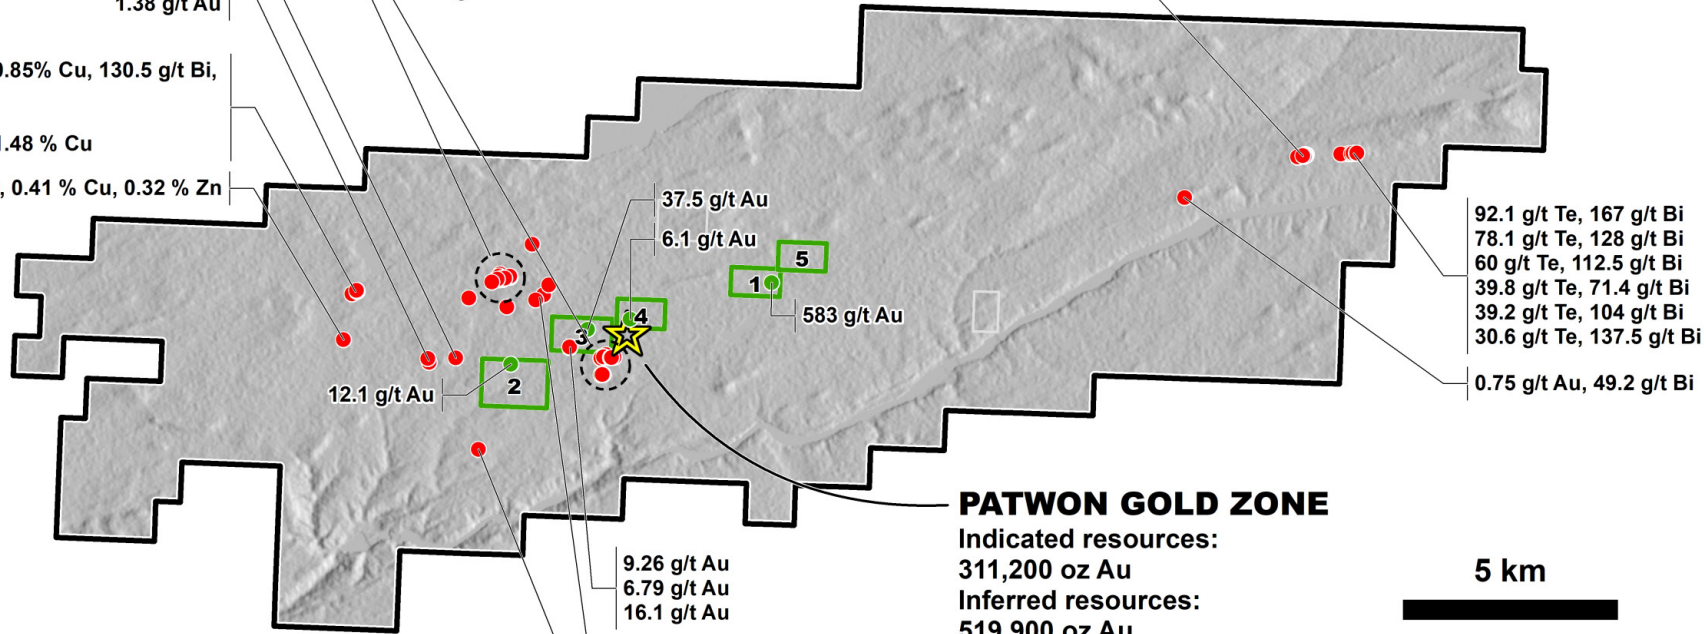 1.38 g/t Au
0.85% Cu, 130.5 g/t Bi,
1.48 % Cu
, 0.41 % Cu, 0.32 % Zn
37.5 g/t Au
6.1 g/t Au
5
1
583 g/t Au
4
3
2
12.1 g/t Au
92.1 g/t Te, 167 g/t Bi
78.1 g/t Te, 128 g/t Bi
60 g/t Te, 112.5 g/t Bi
39.8 g/t Te, 71.4 g/t Bi
39.2 g/t Te, 104 g/t Bi
30.6 g/t Te, 137.5 g/t Bi
0.75 g/t Au, 49.2 g/t Bi
9.26 g/t Au
6.79 g/t Au
16.1 g/t Au
PATWON GOLD ZONE
Indicated resources:
311,200 oz Au
Inferred resources:
519,900 oz Au
5 km